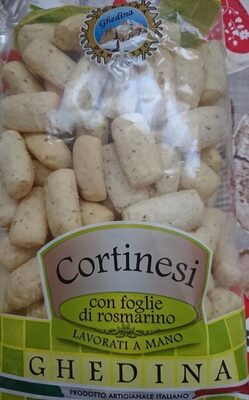 Ghedina
Cortinesi
con foglie
di rosmarino
LAVORATI A MANO
GHEDINA
PRODOTTO ARTIGIANALE ITALIANO